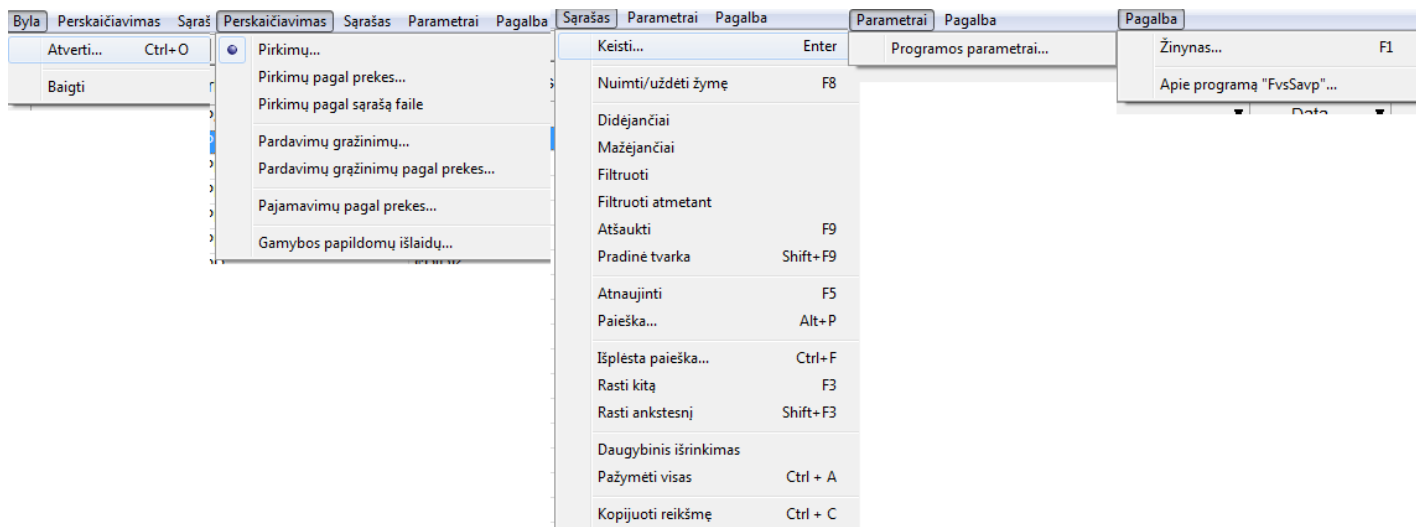 Byla Perskaičiavimas Sąraš
Atverti... Ctrl+O
Baigti
Perskaičiavimas Sąrašas Parametrai Pagalba
Pirkimų...
Pirkimų pagal prekes...
Pirkimų pagal sąrašą faile
Pardavimų gražinimų...
Pardavimų grąžinimų pagal prekes...
Pajamavimų pagal prekes...
Gamybos papildomų išlaidų...
Sąrašas Parametrai Pagalba
Keisti... Enter
Nuimti/uždėti žymę F8
Didėjančiai
Mažėjančiai
Filtruoti
Filtruoti atmetant
Atšaukti F9
Pradinė tvarka Shift+F9
Atnaujinti F5
Paieška... Alt+P
Išplėsta paieška... Ctrl+F
Rasti kitą F3
Rasti ankstesnį Shift+F3
Daugybinis išrinkimas
Pažymėti visas Ctrl + A
Kopijuoti reikšmę Ctrl + C
Parametrai Pagalba
Programos parametrai...
Pagalba
Žinynas... F1
Apie programą "FvsSavp"...
Data